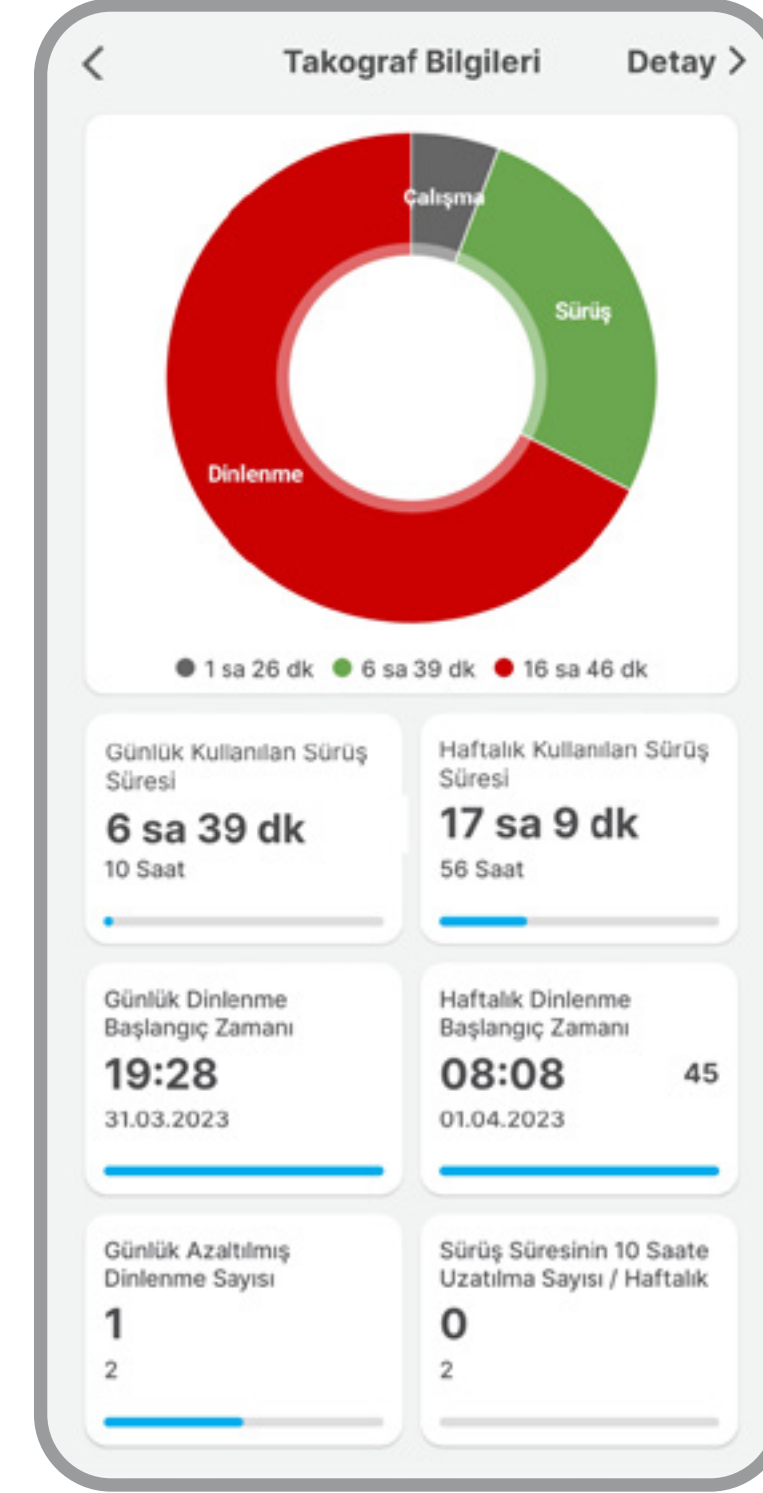 Takograf Bilgileri
Detay
Çalışma
Sürüş
Dinlenme
1 sa 26 dk
6 sa 39 dk
16 sa 46 dk
Günlük Kullanılan Sürüş
Süresi
6 sa 39 dk
10 Saat
Haftalık Kullanılan Sürüş
Süresi
17 sa 9 dk
56 Saat
Günlük Dinlenme
Başlangıç Zamanı
19:28
31.03.2023
Haftalık Dinlenme
Başlangıç Zamanı
08:08
45
01.04.2023
Günlük Azaltılmış
Dinlenme Sayısı
1
2
Sürüş Süresinin 10 Saate
Uzatılma Sayısı / Haftalık
0
2